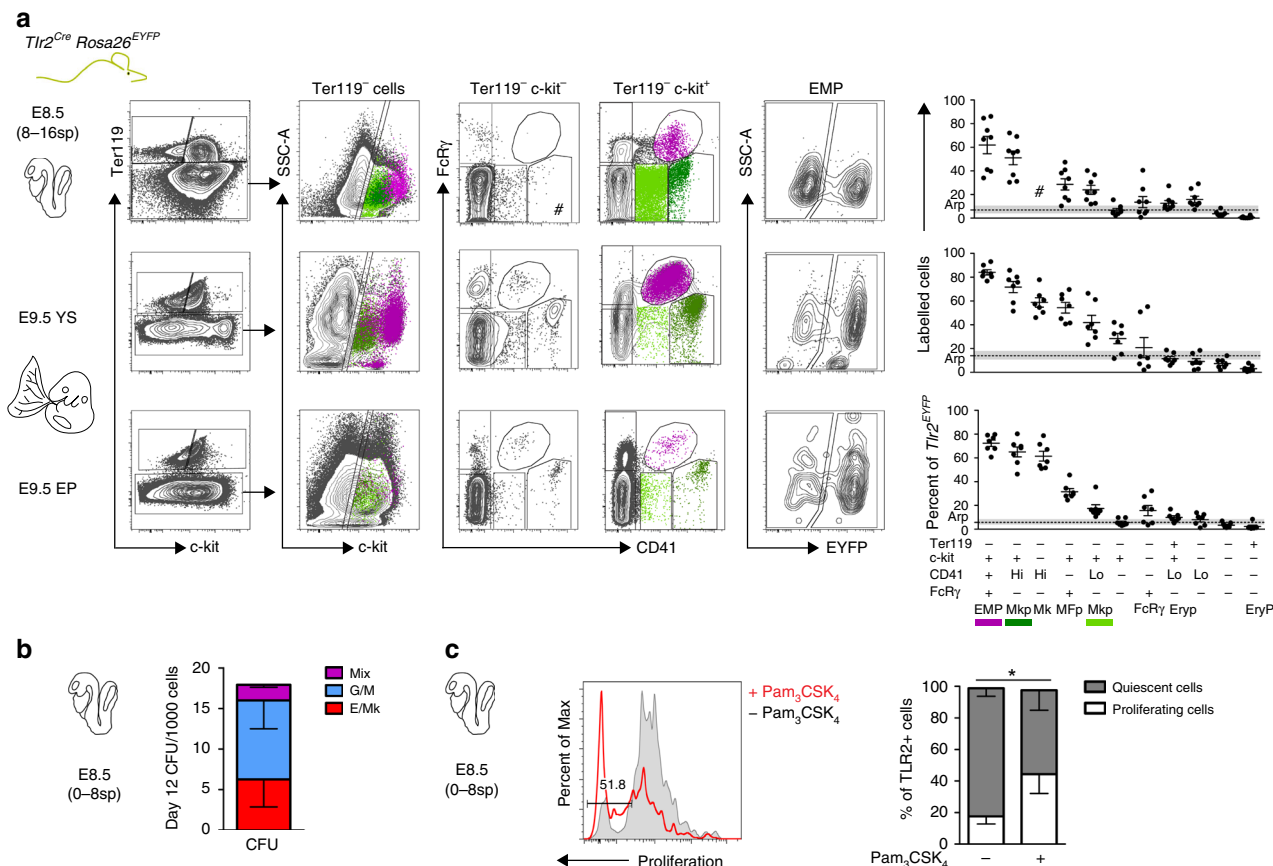 a
Tlr2Cre Rosa26EYFP
E8.5
(8–16sp)
E9.5 YS
E9.5 EP
Ter119– cells
Ter119– c-kit–
Ter119– c-kit+
EMP
Ter119
SSC-A
FcRγ
SSC-A
#
c-kit
c-kit
CD41
EYFP
Percent of Tlr2EYFP Labelled cells
100
80
60
40
20
Arp
0
#
100
80
60
40
20
Arp
0
100
80
60
40
20
Arp
0
Ter119 – – – – – – – + – – +
c-kit + + – + + + – + – – –
CD41 + Hi Hi – Lo – – Lo Lo – –
FcRγ + – – + – – + – – – –
EMP Mkp Mk MFp Mkp FcRγ Eryp EryP
b
E8.5
(0–8sp)
Day 12 CFU/1000 cells
20
15
10
5
0
CFU
Mix
G/M
E/Mk
c
E8.5
(0–8sp)
Percent of Max
51.8
Proliferation
+ Pam3CSK4
– Pam3CSK4
% of TLR2+ cells
100
80
60
40
20
0
*
Quiescent cells
Proliferating cells
Pam3CSK4 – +